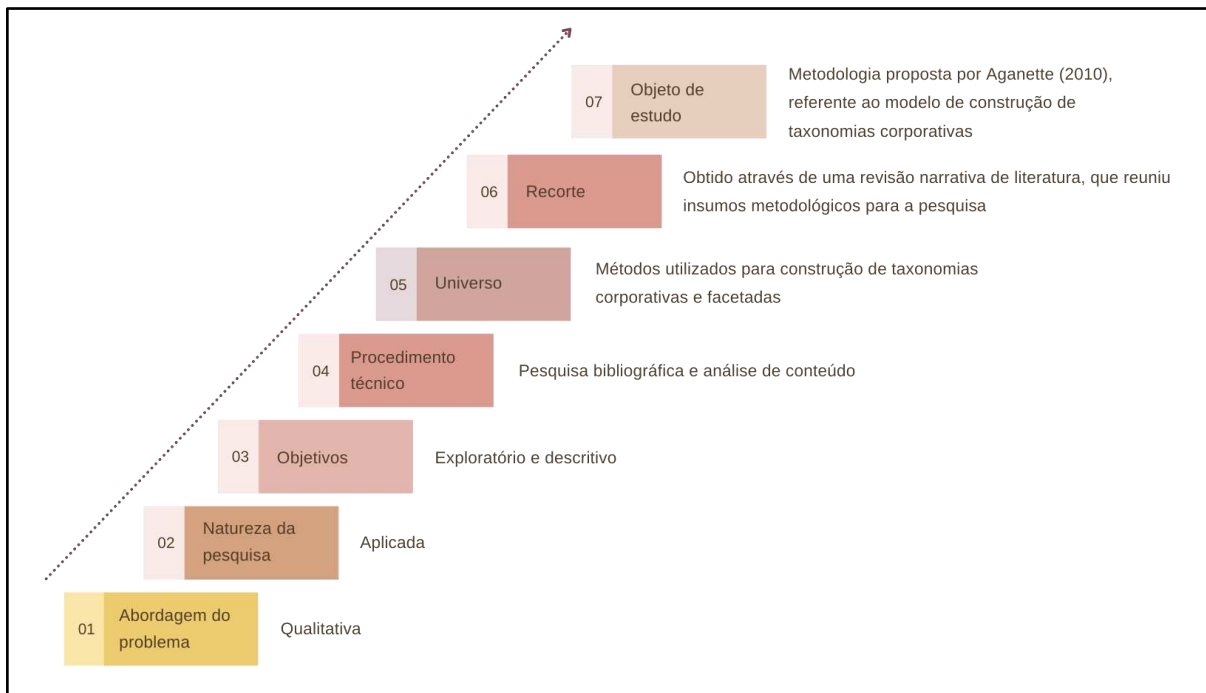 07
Objeto de
estudo
Metodologia proposta por Aganette (2010),
referente ao modelo de construção de
taxonomias corporativas
06
Recorte
Obtido através de uma revisão narrativa de literatura, que reuniu
insumos metodológicos para a pesquisa
05
Universo
Métodos utilizados para construção de taxonomias
corporativas e facetadas
04
Procedimento
técnico
Pesquisa bibliográfica e análise de conteúdo
03
Objetivos
Exploratório e descritivo
02
Natureza da
pesquisa
Aplicada
01
Abordagem do
problema
Qualitativa